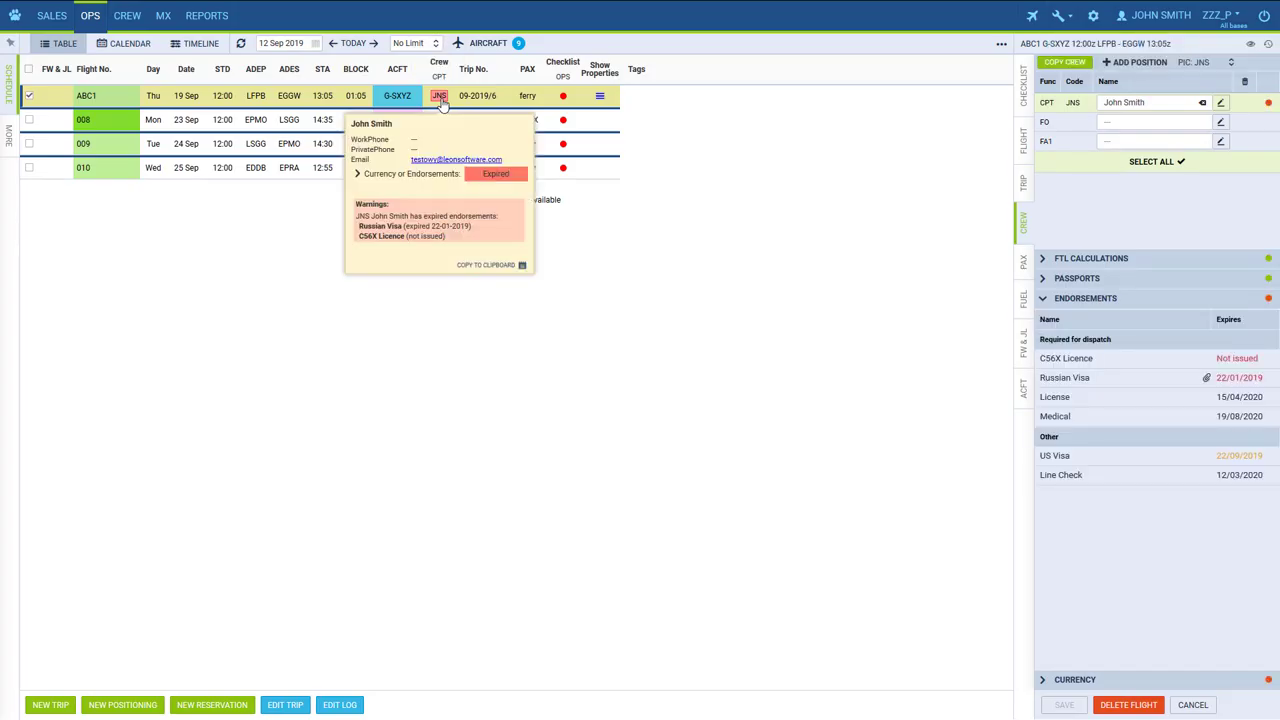 SALES OPS CREW MX REPORTS JOHN SMITH ZZZ_P
All bases
TABLE CALENDAR TIMELINE 12 Sep 2019 TODAY No Limit AIRCRAFT 9 ABC1 G-SXYZ 12:00z LFPB - EGGW 13:05z
SCHEDULE
MORE
FW & JL Flight No. Day Date STD ADEP ADES STA BLOCK ACFT Crew CPT Trip No. PAX Checklist OPS Show Properties Tags
ABC1 Thu 19 Sep 12:00 LFPB EGGW 01:05 G-SXYZ JNS 09-2019/6 ferry
008 Mon 23 Sep 12:00 EPMO LSGG 14:35
009 Tue 24 Sep 12:00 LSGG EPMO 14:30
010 Wed 25 Sep 12:00 EDDB EPRA 12:55
vailable
John Smith
WorkPhone ---
PrivatePhone ---
Email testowy@leonsoftware.com
Currency or Endorsements: Expired
Warnings:
JNS John Smith has expired endorsements:
Russian Visa (expired 22-01-2019)
C56X Licence (not issued)
COPY TO CLIPBOARD
NEW TRIP NEW POSITIONING NEW RESERVATION EDIT TRIP EDIT LOG
CHECKLIST
FLIGHT
TRIP
CREW
PAX
FUEL
FW & JL
ACFT
COPY CREW ADD POSITION PIC: JNS
Func Code Name
CPT JNS John Smith
FO ---
FA1 ---
SELECT ALL
FTL CALCULATIONS
PASSPORTS
ENDORSEMENTS
Name Expires
Required for dispatch
C56X Licence Not issued
Russian Visa 22/01/2019
License 15/04/2020
Medical 19/08/2020
Other
US Visa 22/09/2019
Line Check 12/03/2020
CURRENCY
SAVE DELETE FLIGHT CANCEL